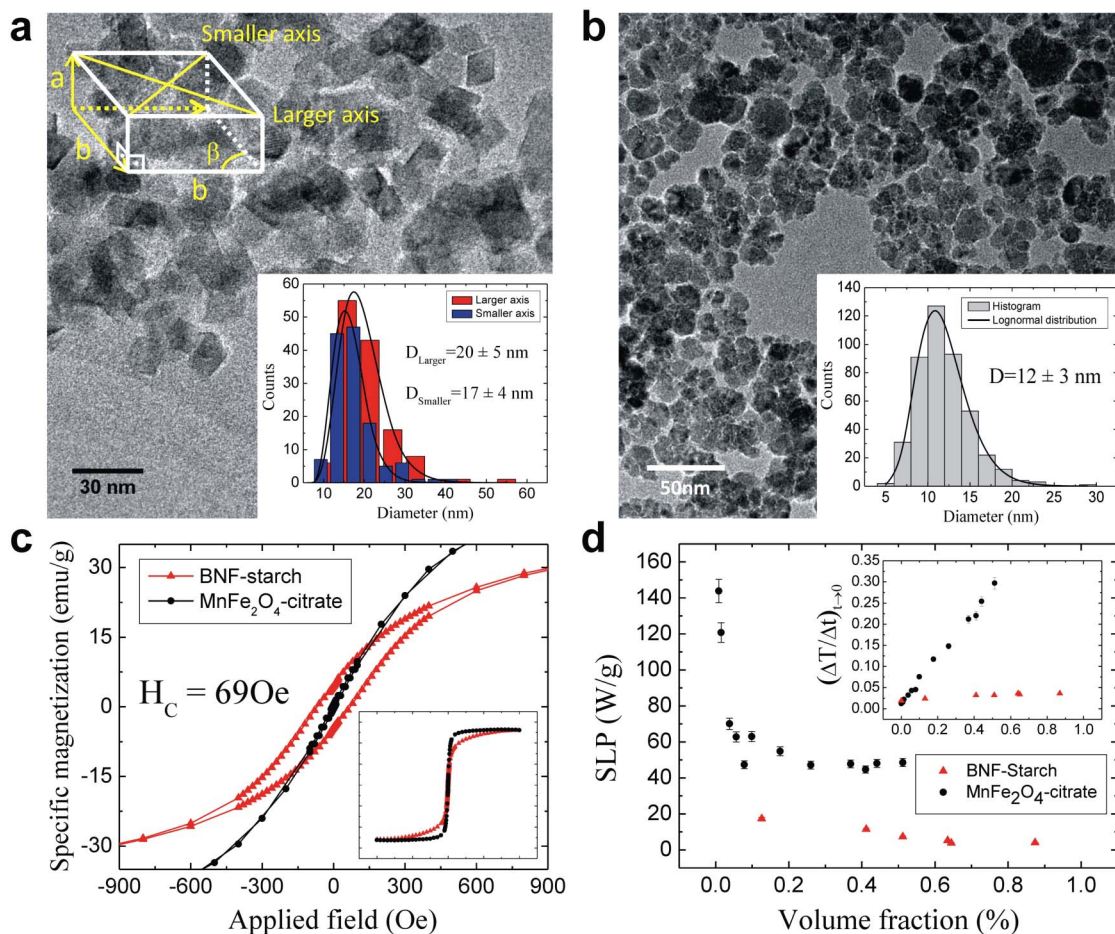 a
Smaller axis
a
Larger axis
b
β
b
60
50
40
30
20
10
0
Counts
Larger axis
Smaller axis
D_Larger=20 ± 5 nm
D_Smaller=17 ± 4 nm
10 20 30 40 50 60
Diameter (nm)
30 nm
b
140
120
100
80
60
40
20
0
Counts
Histogram
Lognormal distribution
D=12 ± 3 nm
5 10 15 20 25 30
Diameter (nm)
50nm
c
Specific magnetization (emu/g)
30
15
0
-15
-30
BNF-starch
MnFe₂O₄-citrate
H_C = 69Oe
-900 -600 -300 0 300 600 900
Applied field (Oe)
d
SLP (W/g)
160
140
120
100
80
60
40
20
0
(ΔT/Δt)t→0
0.35
0.30
0.25
0.20
0.15
0.10
0.05
0.00
0.0 0.2 0.4 0.6 0.8 1.0
BNF-Starch
MnFe₂O₄-citrate
0.0 0.2 0.4 0.6 0.8 1.0
Volume fraction (%)